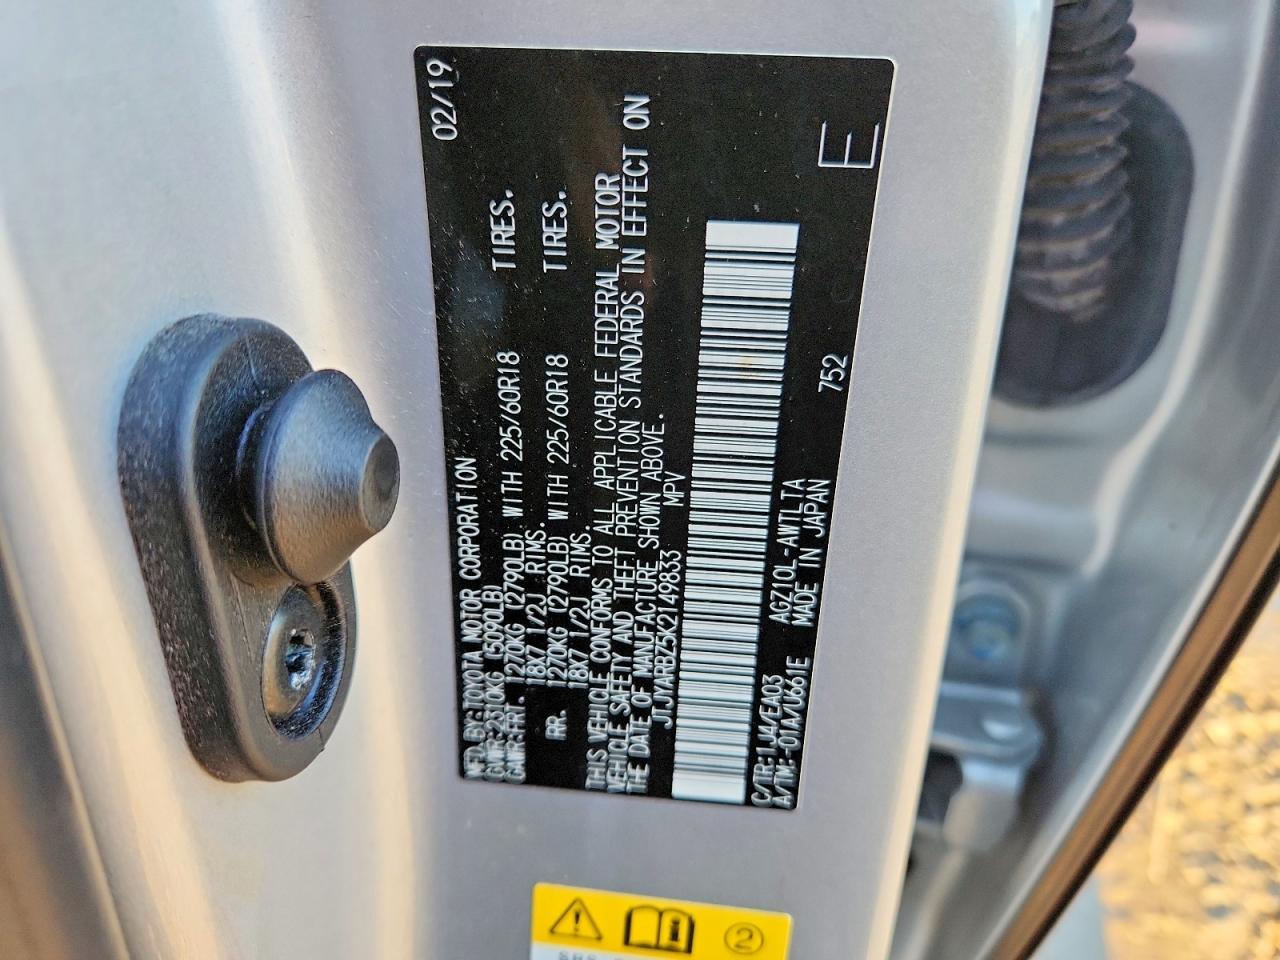 MFD. BY: TOYOTA MOTOR CORPORATION 02/19
GVWR: 2310KG (5090LB)
GAWR: FRT. 1270KG (2790LB) WITH 225/60R18 TIRES.
18X7 1/2J RIMS.
RR. 1270KG (2790LB) WITH 225/60R18 TIRES.
18X7 1/2J RIMS.
THIS VEHICLE CONFORMS TO ALL APPLICABLE FEDERAL MOTOR
VEHICLE SAFETY AND THEFT PREVENTION STANDARDS IN EFFECT ON
THE DATE OF MANUFACTURE SHOWN ABOVE.
JTJYARBZ5K2149833 MPV
C/TR:1J4/EA03 AGZ10L-AWTLTA
A/TM:-01A/U661E MADE IN JAPAN 752
E
2